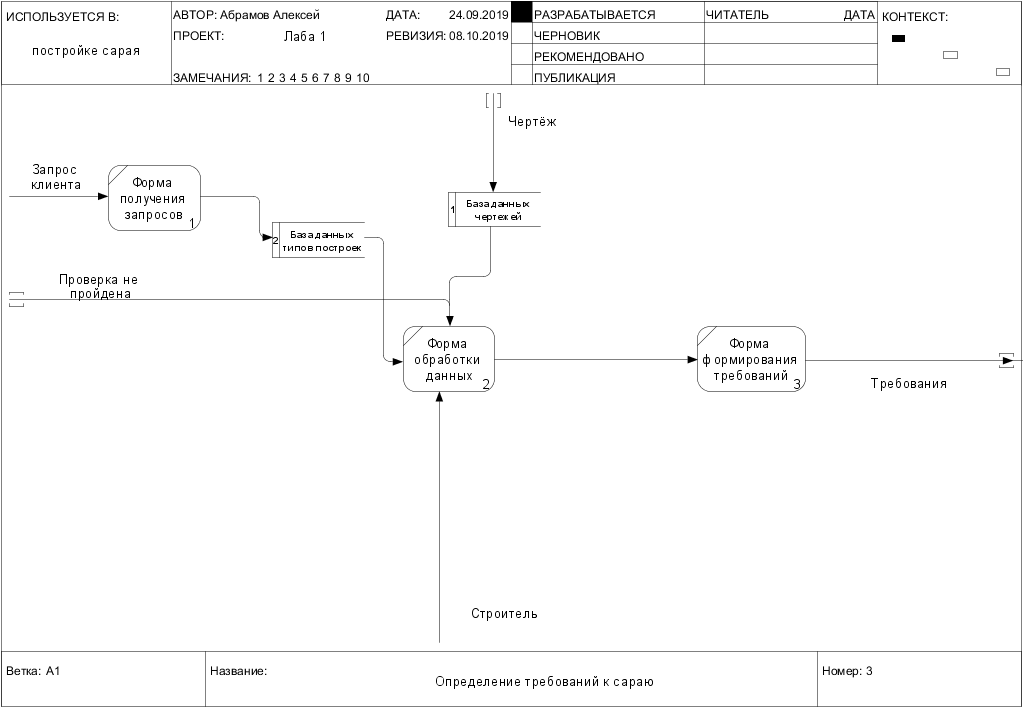 ИСПОЛЬЗУЕТСЯ В:
постройке сарая
АВТОР: Абрамов Алексей
ДАТА: 24.09.2019
ПРОЕКТ: Лаба 1
РЕВИЗИЯ: 08.10.2019
ЗАМЕЧАНИЯ: 1 2 3 4 5 6 7 8 9 10
РАЗРАБАТЫВАЕТСЯ
ЧЕРНОВИК
РЕКОМЕНДОВАНО
ПУБЛИКАЦИЯ
ЧИТАТЕЛЬ ДАТА
КОНТЕКСТ:
Чертёж
Запрос
клиента
Форма
получения
запросов
1
1
База данных
чертежей
2
База данных
типов построек
Проверка не
пройдена
Форма
обработки
данных
2
Форма
формирования
требований
3
Требования
Строитель
Ветка: A1
Название:
Определение требований к сараю
Номер: 3